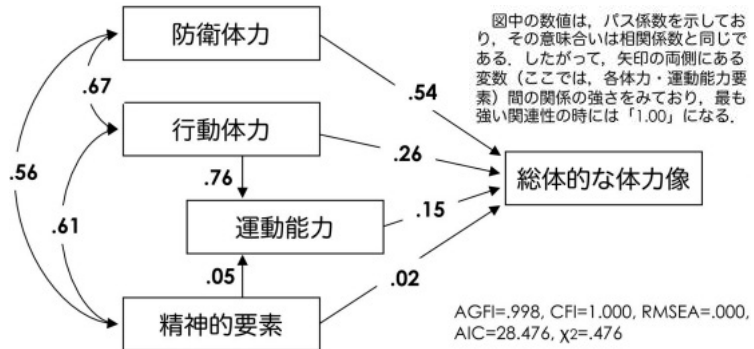 図中の数値は，パス係数を示してお
り，その意味合いは相関係数と同じで
ある．したがって，矢印の両側にある
変数（ここでは，各体力・運動能力要
素）間の関係の強さをみており，最も
強い関連性の時には「1.00」になる．
防衛体力
.67
.54
行動体力
.26
.56
.76
総体的な体力像
.61
運動能力
.15
.05
.02
精神的要素
AGFI=.998, CFI=1.000, RMSEA=.000,
AIC=28.476, χ2=.476